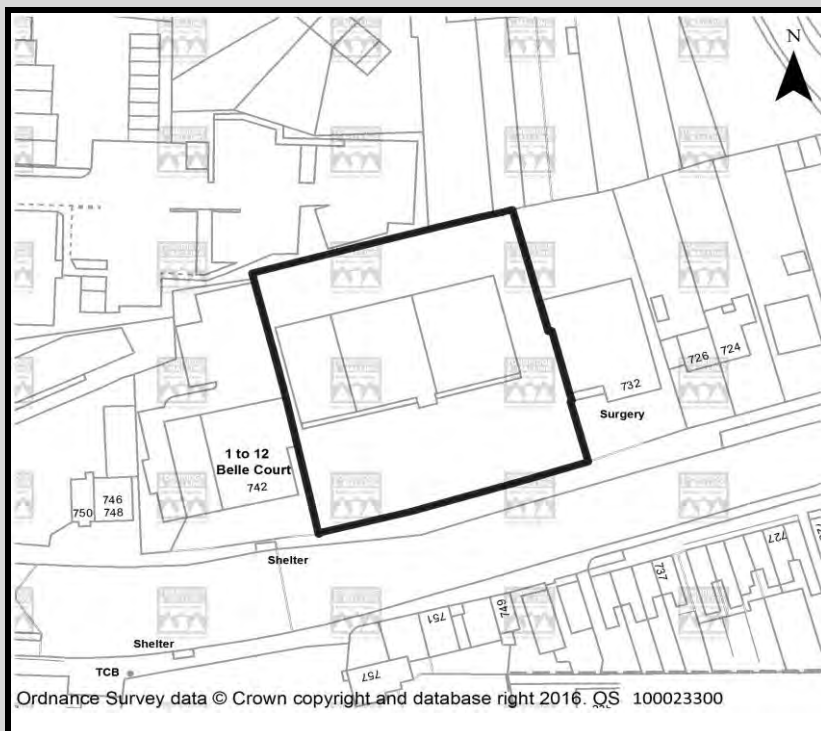 N
732
Surgery
726
724
1 to 12
Belle Court
742
746
748
750
Shelter
Shelter
TCB
757
751
749
737
727
Ordnance Survey data © Crown copyright and database right 2016. OS 100023300